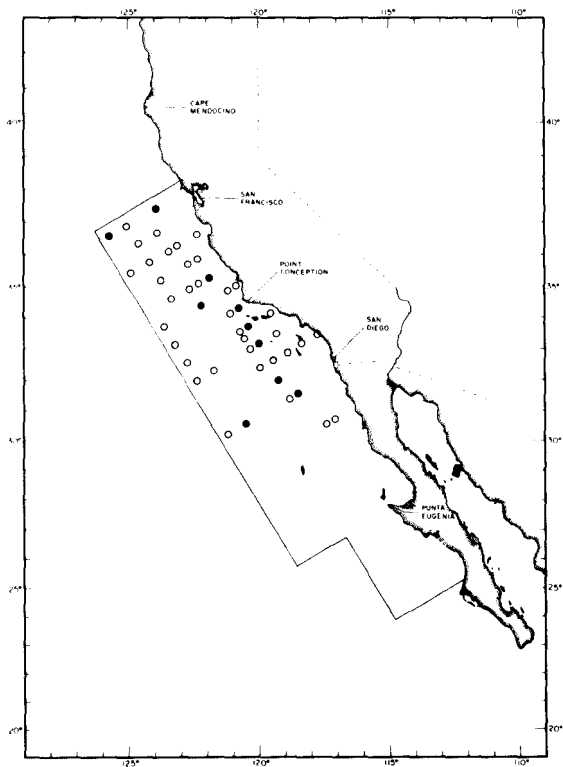 125° 120° 115° 110°
CAPE
MENDOCINO
40° 40°
SAN
FRANCISCO
POINT
CONCEPTION
35° 35°
SAN
DIEGO
30° 30°
PUNTA
EUGENIA
25° 25°
20° 20°
125° 120° 115° 110°